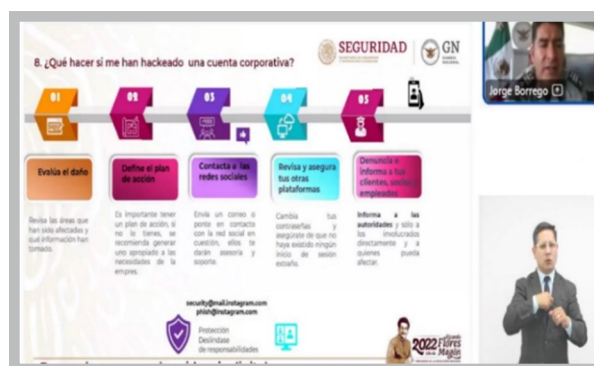 SEGURIDAD
GN
8. ¿Qué hacer si me han hackeado una cuenta corporativa?
Jorge Borrego
01
02
03
04
05
Evalúa el daño
Revisa las áreas que
han sido afectadas y
qué información han
tomado.
Define el plan
de acción
Es importante tener
un plan de acción, si
no lo tienes, se
recomienda generar
uno apropiado a las
necesidades de la
empres.
Contacta a las
redes sociales
Envía un correo o
ponte en contacto
con la red social en
cuestión, ellos te
darán asesoría y
soporte.
Revisa y asegura
tus otras
plataformas
Cambia tus
contraseñas y
asegúrate de que no
haya existido ningún
inicio de sesión
extraño.
Denuncia e
informa a tus
clientes, socios y
empleados
Informa a las
autoridades y sólo a
los involucrados
directamente y a
quienes pueda
afectar.
security@mail.instagram.com
phish@instagram.com
Protección
Deslinde
de responsabilidades
2022 Flores
Magón